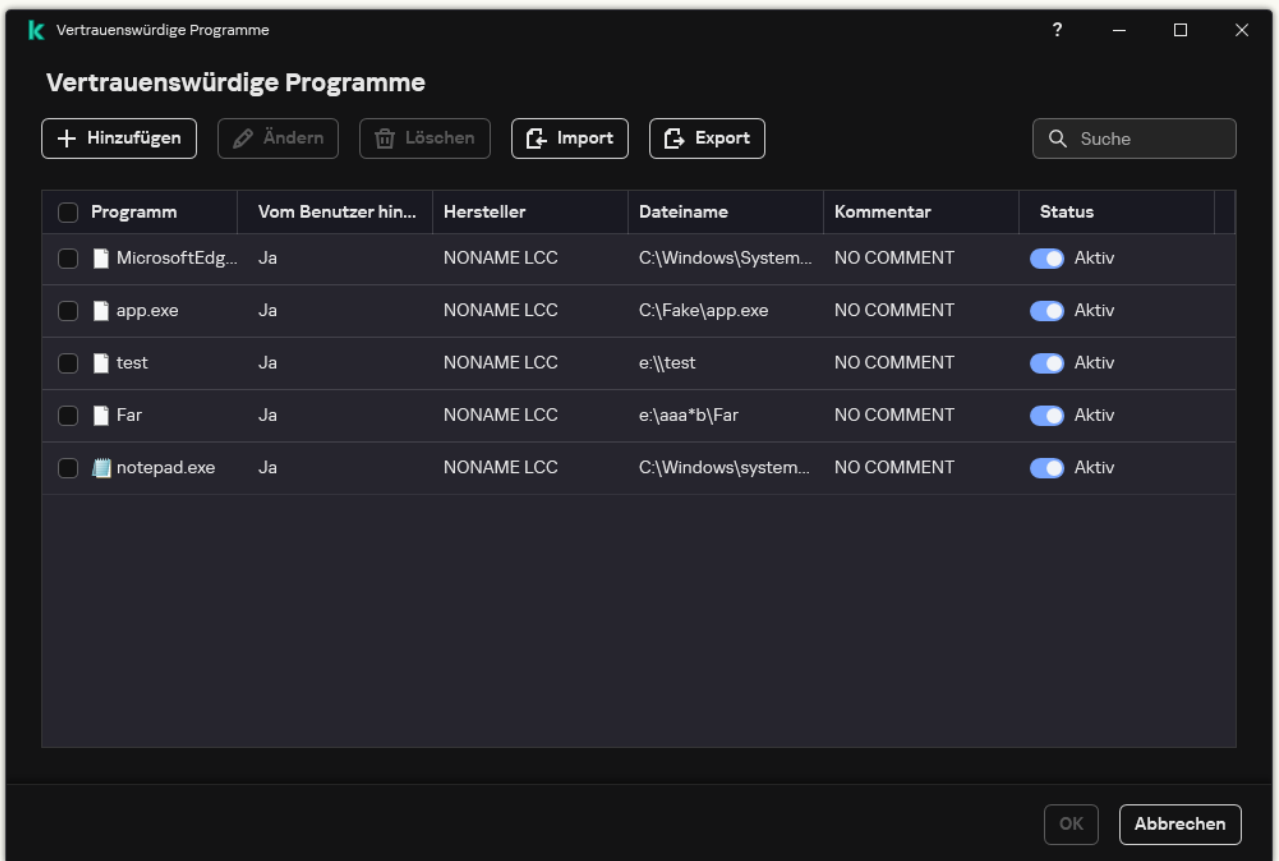 Vertrauenswürdige Programme
Vertrauenswürdige Programme
Hinzufügen Ändern Löschen Import Export Suche
Programm Vom Benutzer hin... Hersteller Dateiname Kommentar Status
MicrosoftEdg... Ja NONAME LCC C:\Windows\System... NO COMMENT Aktiv
app.exe Ja NONAME LCC C:\Fake\app.exe NO COMMENT Aktiv
test Ja NONAME LCC e:\\test NO COMMENT Aktiv
Far Ja NONAME LCC e:\aaa*b\Far NO COMMENT Aktiv
notepad.exe Ja NONAME LCC C:\Windows\system... NO COMMENT Aktiv
OK Abbrechen